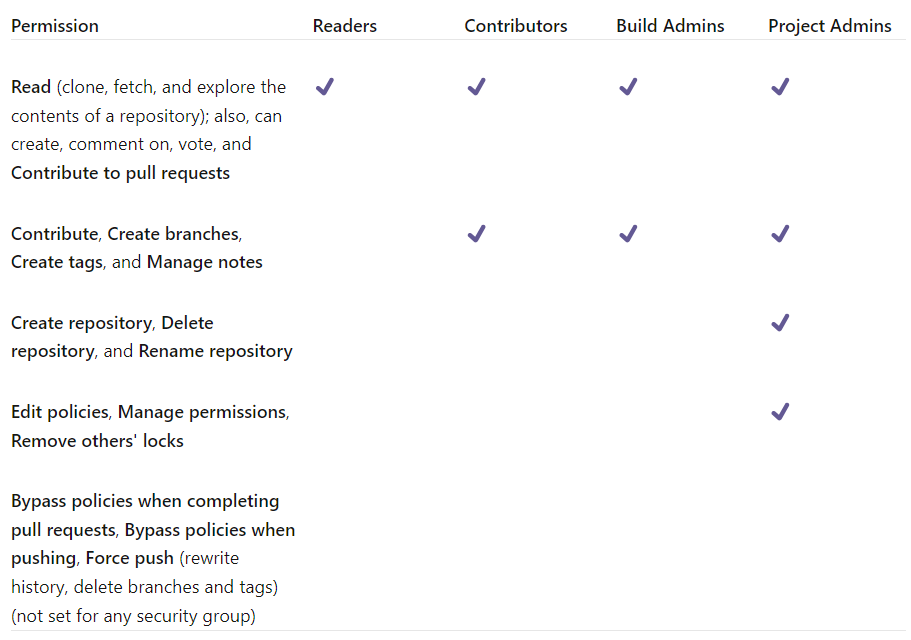 Permission Readers Contributors Build Admins Project Admins
Read (clone, fetch, and explore the
contents of a repository); also, can
create, comment on, vote, and
Contribute to pull requests
Contribute, Create branches,
Create tags, and Manage notes
Create repository, Delete
repository, and Rename repository
Edit policies, Manage permissions,
Remove others' locks
Bypass policies when completing
pull requests, Bypass policies when
pushing, Force push (rewrite
history, delete branches and tags)
(not set for any security group)